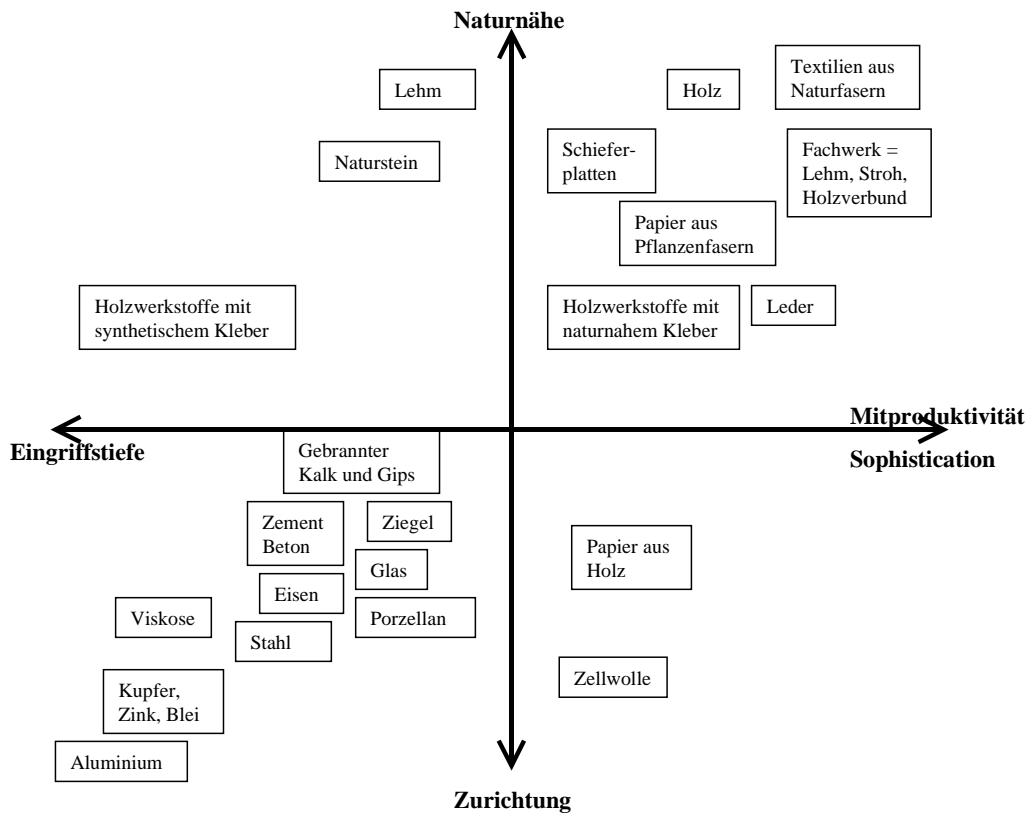 Naturnähe
Lehm
Holz
Textilien aus
Naturfasern
Naturstein
Schiefer-
platten
Fachwerk =
Lehm, Stroh,
Holzverbund
Papier aus
Pflanzenfasern
Holzwerkstoffe mit
synthetischem Kleber
Holzwerkstoffe mit
naturnahem Kleber
Leder
Mitproduktivität
Eingriffstiefe
Sophistication
Gebrannter
Kalk und Gips
Zement
Beton
Ziegel
Papier aus
Holz
Glas
Eisen
Viskose
Porzellan
Stahl
Zellwolle
Kupfer,
Zink, Blei
Aluminium
Zurichtung